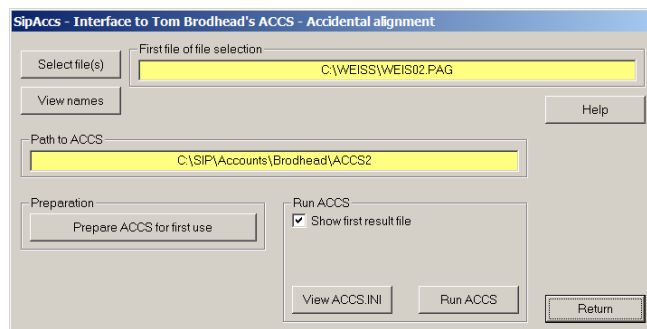 SipAccs - Interface to Tom Brodhead's ACCS - Accidental alignment
First file of file selection
Select file(s)
C:\WEISS\WEIS02.PAG
View names
Help
Path to ACCS
C:\SIP\Accounts\Brodhead\ACCS2
Preparation
Prepare ACCS for first use
Run ACCS
Show first result file
View ACCS.INI
Run ACCS
Return